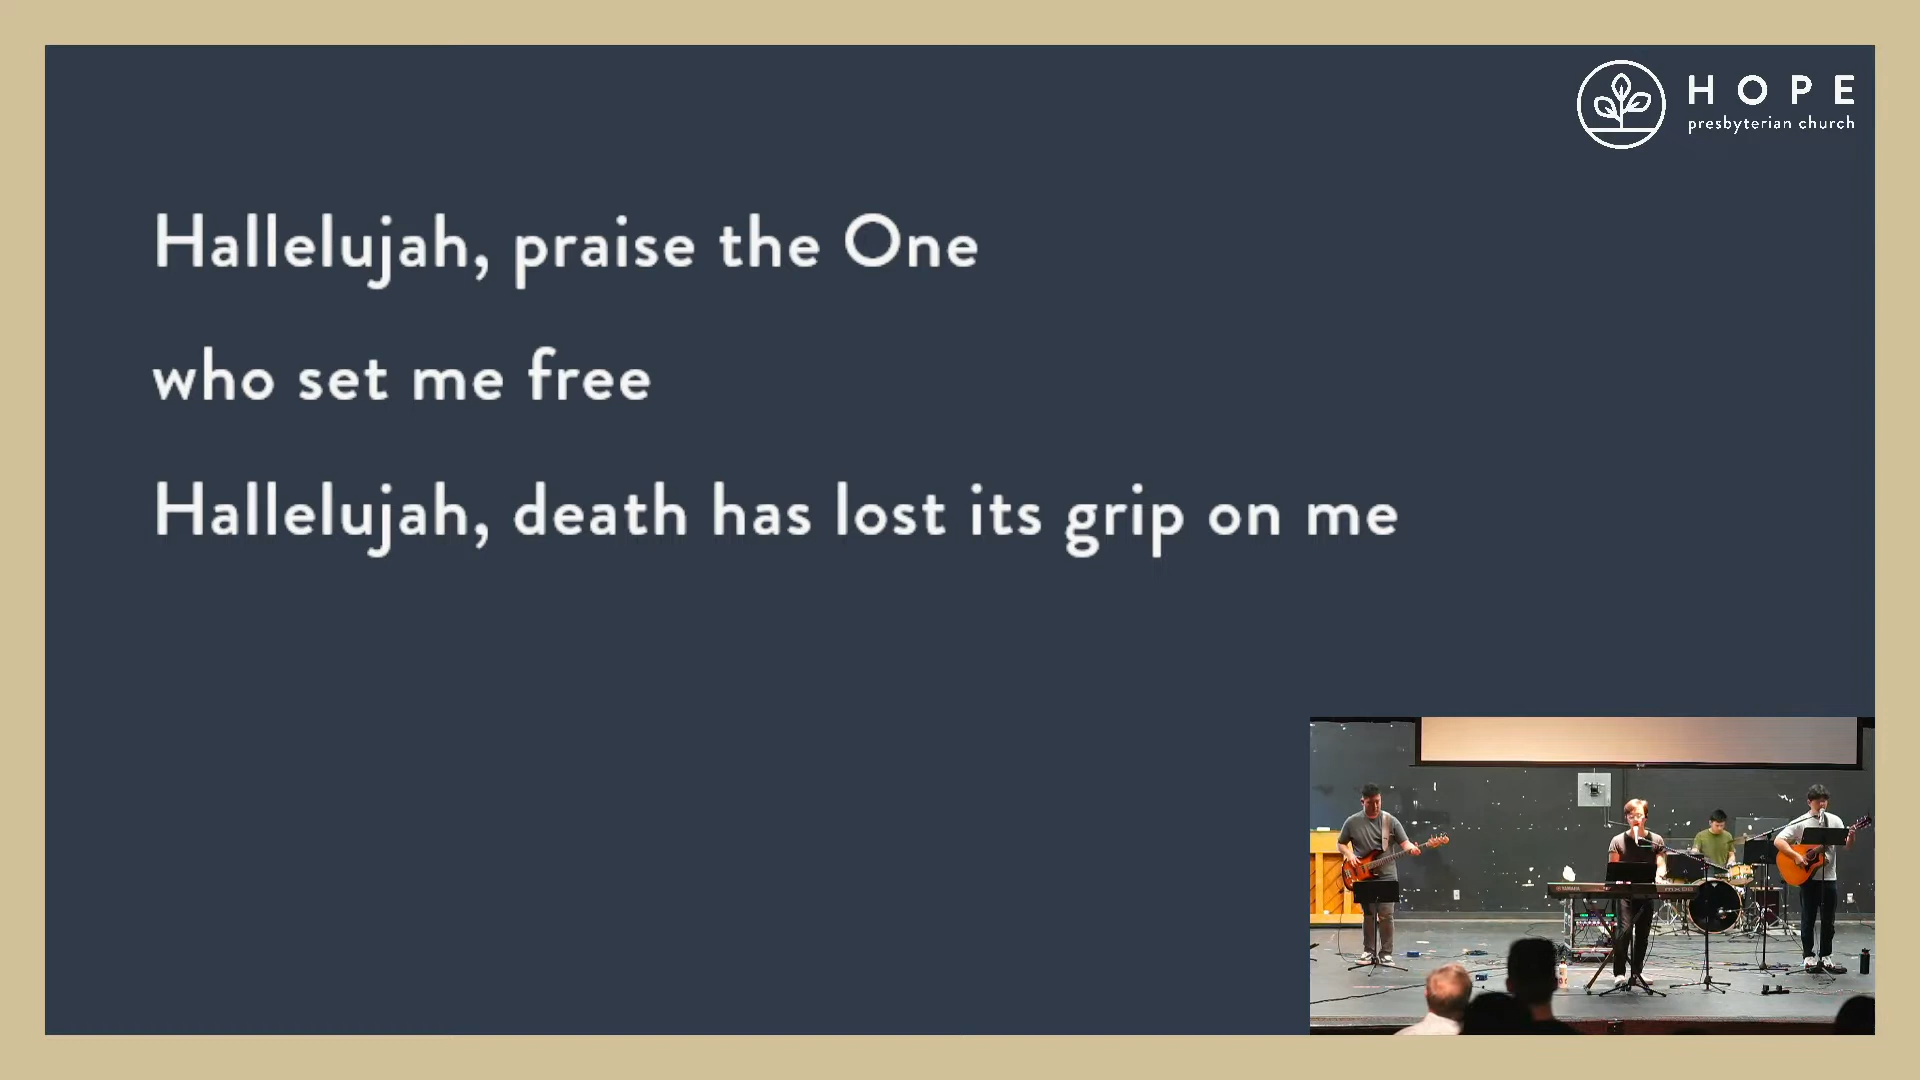 HOPE
presbyterian church
Hallelujah, praise the One
who set me free
Hallelujah, death has lost its grip on me
YAMAHA